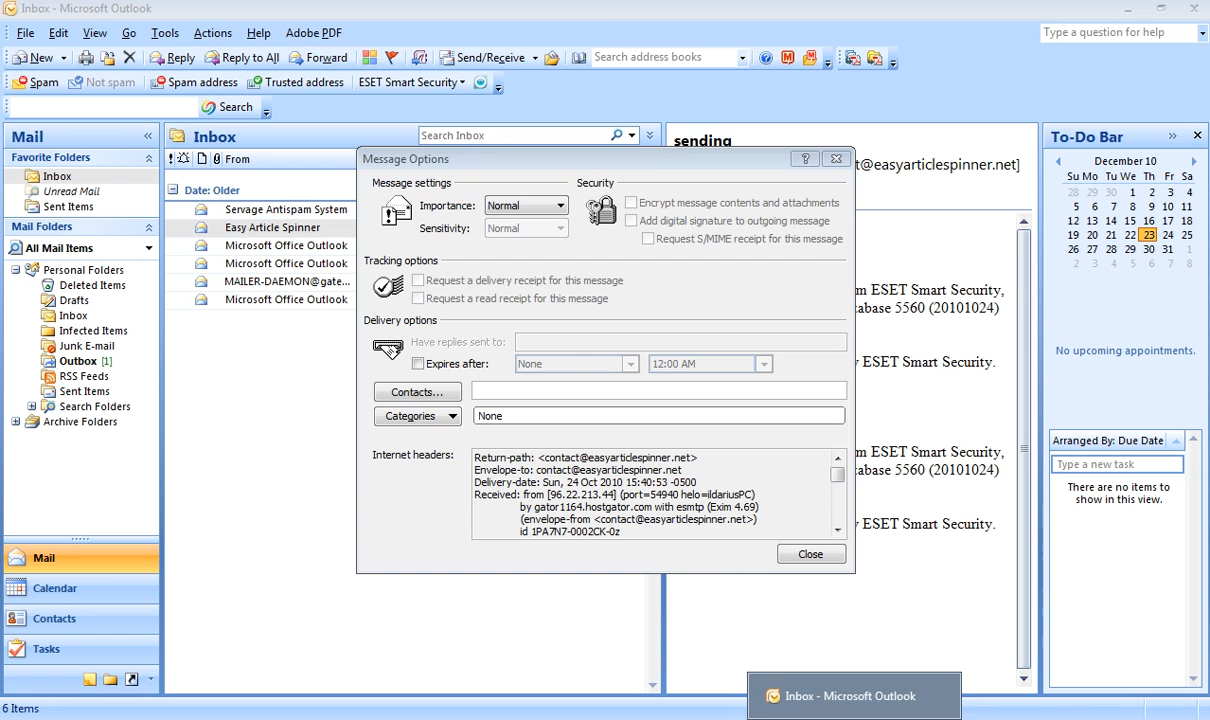 Inbox - Microsoft Outlook
File Edit View Go Tools Actions Help Adobe PDF
Type a question for help
New Reply Reply to All Forward Send/Receive Search address books
Spam Not spam Spam address Trusted address ESET Smart Security
Search
Mail
Favorite Folders
Inbox
Unread Mail
Sent Items
Mail Folders
All Mail Items
Personal Folders
Deleted Items
Drafts
Inbox
Infected Items
Junk E-mail
Outbox [1]
RSS Feeds
Sent Items
Search Folders
Archive Folders
Mail
Calendar
Contacts
Tasks
6 Items
Inbox
Search Inbox
From
Date: Older
Servage Antispam System
Easy Article Spinner
Microsoft Office Outlook
Microsoft Office Outlook
MAILER-DAEMON@gate...
Microsoft Office Outlook
Message Options
Message settings
Importance: Normal
Sensitivity: Normal
Security
Encrypt message contents and attachments
Add digital signature to outgoing message
Request S/MIME receipt for this message
Tracking options
Request a delivery receipt for this message
Request a read receipt for this message
Delivery options
Have replies sent to:
Expires after: None 12:00 AM
Contacts...
Categories None
Internet headers:
Return-path: <contact@easyarticlespinner.net>
Envelope-to: contact@easyarticlespinner.net
Delivery-date: Sun, 24 Oct 2010 15:40:53 -0500
Received: from [96.22.213.44] (port=54940 helo=ildariusPC)
by gator1164.hostgator.com with esmtp (Exim 4.69)
(envelope-from <contact@easyarticlespinner.net>)
id 1PA7N7-0002CK-0z
Close
sending
t@easyarticlespinner.net]
m ESET Smart Security,
tabase 5560 (20101024)
y ESET Smart Security.
m ESET Smart Security,
tabase 5560 (20101024)
y ESET Smart Security.
To-Do Bar
December 10
Su Mo Tu We Th Fr Sa
28 29 30 1 2 3 4
5 6 7 8 9 10 11
12 13 14 15 16 17 18
19 20 21 22 23 24 25
26 27 28 29 30 31 1
2 3 4 5 6 7 8
No upcoming appointments.
Arranged By: Due Date
Type a new task
There are no items to
show in this view.
Inbox - Microsoft Outlook